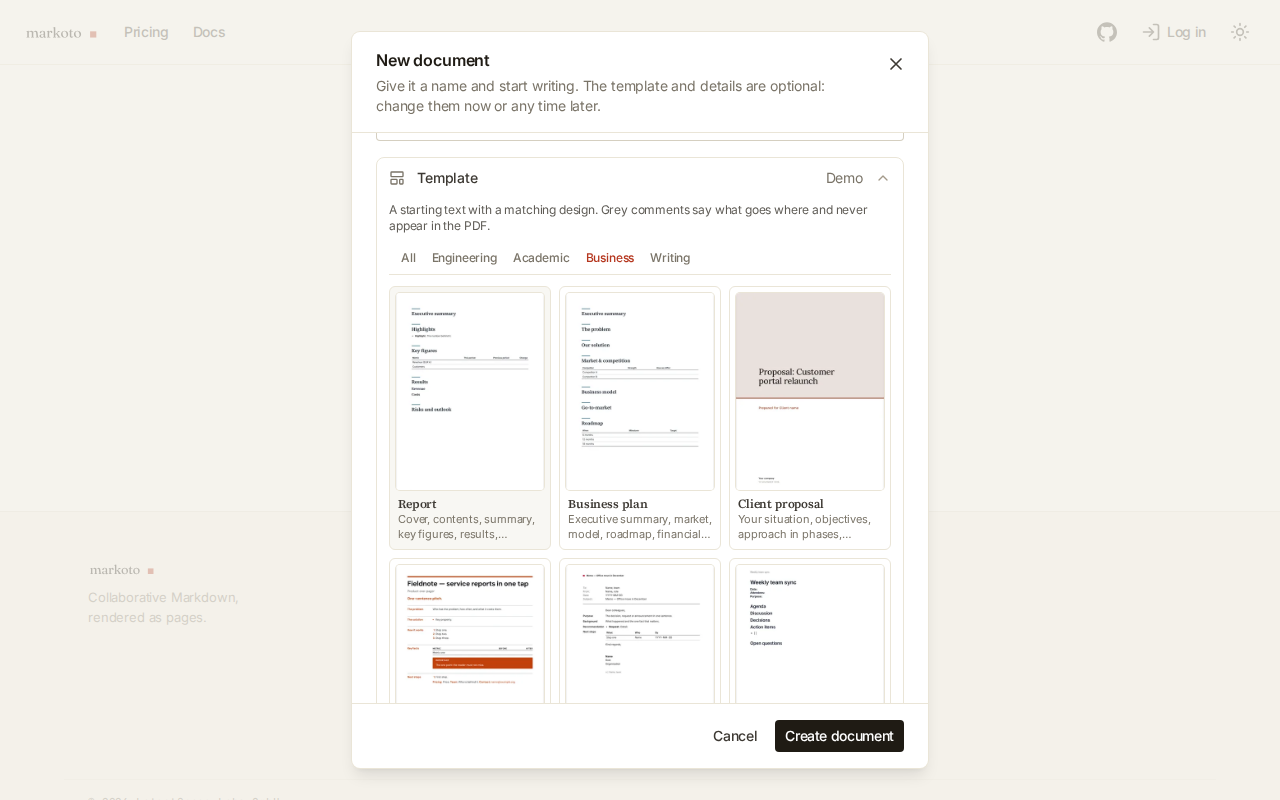 markoto
Pricing
Docs
Log in
New document
Give it a name and start writing. The template and details are optional:
change them now or any time later.
Template
Demo
A starting text with a matching design. Grey comments say what goes where and never
appear in the PDF.
All
Engineering
Academic
Business
Writing
Executive summary
Highlights
Key figures
Results
Risks and outlook
Report
Cover, contents, summary,
key figures, results,...
Executive summary
The problem
Our solution
Market & competition
Business model
Go-to-market
Roadmap
Business plan
Executive summary, market,
model, roadmap, financial...
Proposal: Customer
portal relaunch
Proposed for Client name
Client proposal
Your situation, objectives,
approach in phases,...
Fieldnote — service reports in one tap
Weekly team sync
Agenda
Discussion
Decisions
Action items
Open questions
markoto
Collaborative Markdown,
rendered as pages.
Cancel
Create document